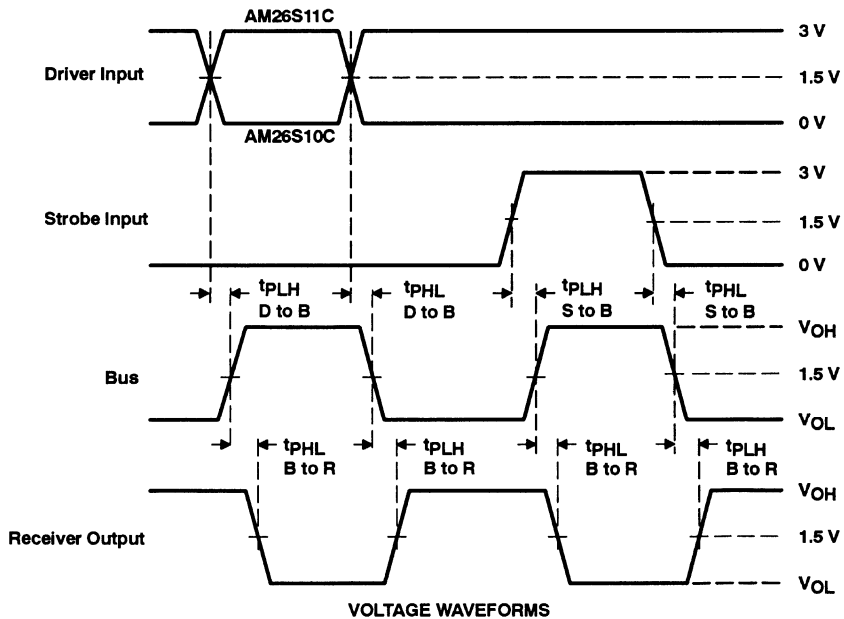 AM26S11C
3 V
Driver Input
1.5 V
AM26S10C
0 V
3 V
Strobe Input
1.5 V
0 V
tPLH
D to B
tPHL
D to B
tPLH
S to B
tPHL
S to B
VOH
Bus
1.5 V
VOL
tPHL
B to R
tPLH
B to R
tPHL
B to R
tPLH
B to R
VOH
Receiver Output
1.5 V
VOL
VOLTAGE WAVEFORMS